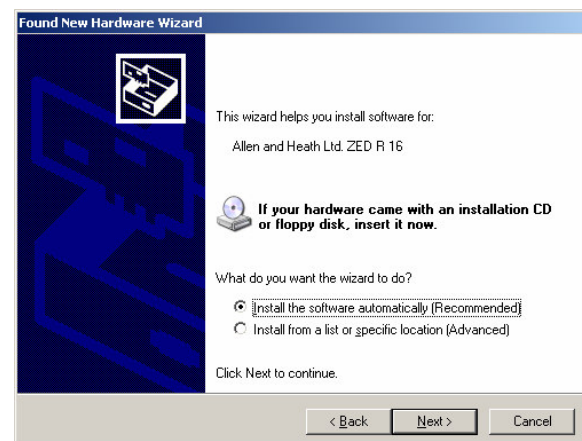 Found New Hardware Wizard
This wizard helps you install software for:
Allen and Heath Ltd. ZED R 16
If your hardware came with an installation CD
or floppy disk, insert it now.
What do you want the wizard to do?
Install the software automatically (Recommended)
Install from a list or specific location (Advanced)
Click Next to continue.
< Back Next > Cancel